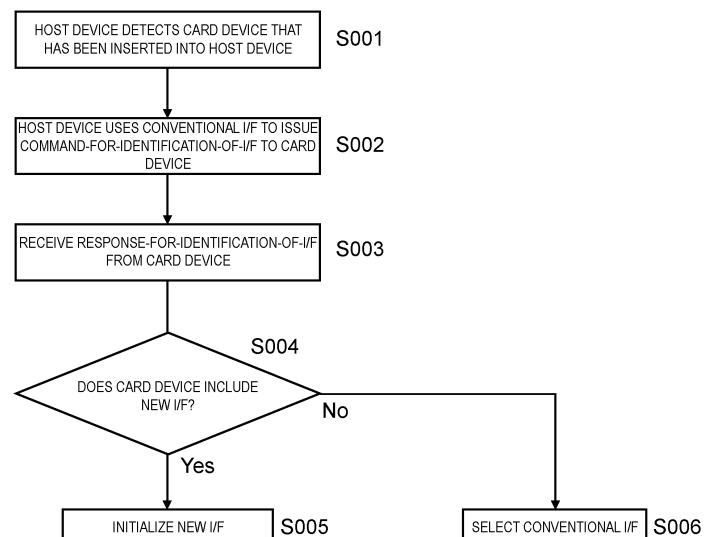 HOST DEVICE DETECTS CARD DEVICE THAT
HAS BEEN INSERTED INTO HOST DEVICE
S001
HOST DEVICE USES CONVENTIONAL I/F TO ISSUE
COMMAND-FOR-IDENTIFICATION-OF-I/F TO CARD
DEVICE
S002
RECEIVE RESPONSE-FOR-IDENTIFICATION-OF-I/F
FROM CARD DEVICE
S003
S004
DOES CARD DEVICE INCLUDE
NEW I/F?
No
Yes
INITIALIZE NEW I/F
S005
SELECT CONVENTIONAL I/F
S006